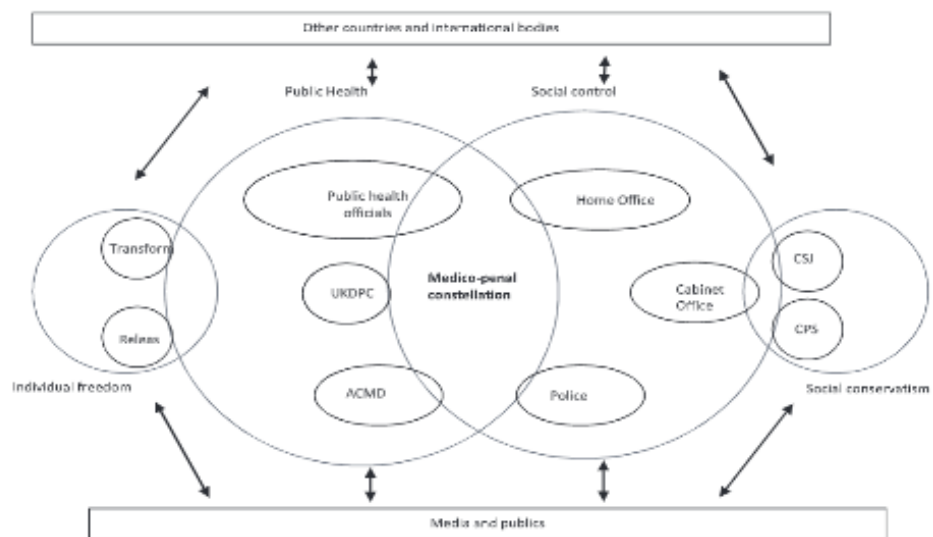 Other countries and international bodies
Public Health
Social control
Public health
officials
Home Office
Transform
CSJ
UKDPC
Medico-penal
constellation
Cabinet
Office
Releas
CPS
Individual freedom
ACMD
Police
Social conservatism
Media and publics